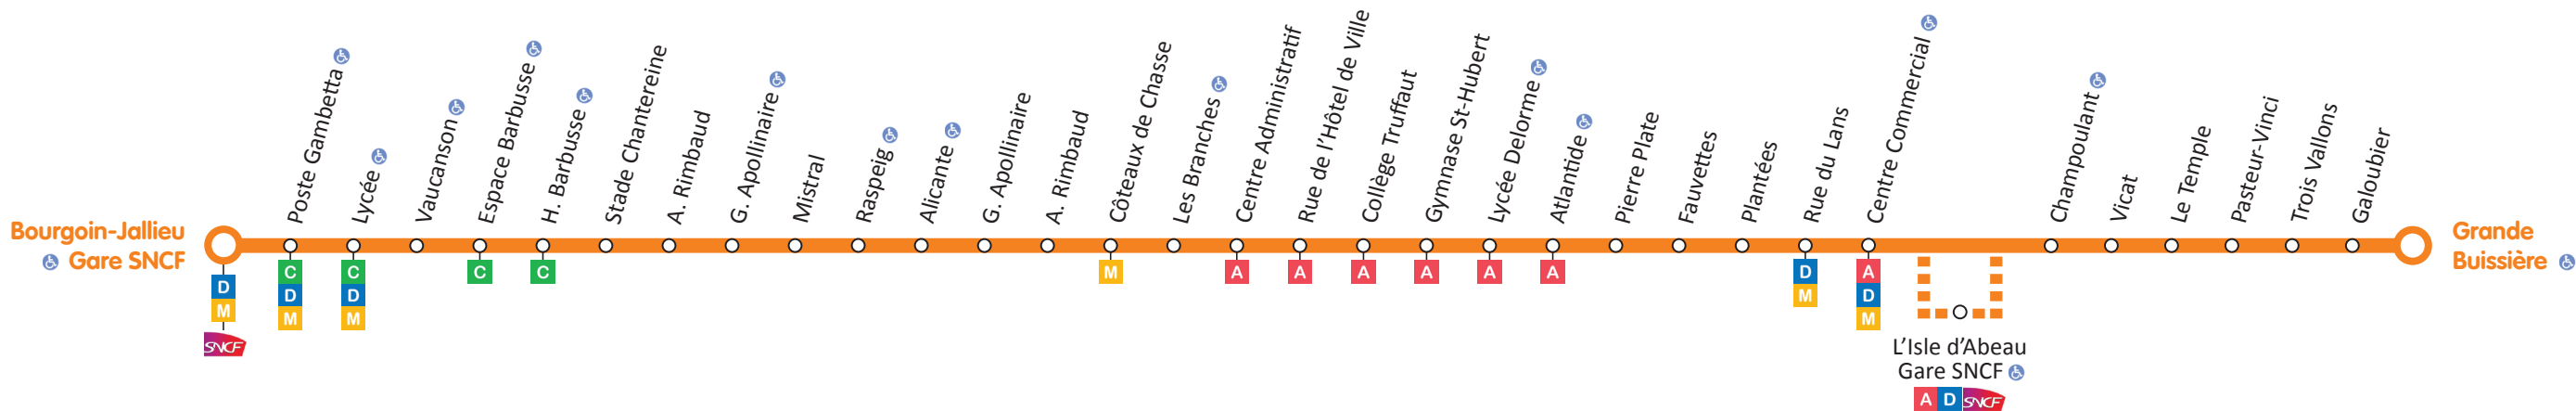 Bourgoin-Jallieu
Gare SNCF
Poste Gambetta
Lycée
Vaucanson
Espace Barbusse
H. Barbusse
Stade Chantereine
A. Rimbaud
G. Apollinaire
Mistral
Raspeig
Alicante
G. Apollinaire
A. Rimbaud
Côteaux de Chasse
Les Branches
Centre Administratif
Rue de l'Hôtel de Ville
Collège Truffaut
Gymnase St-Hubert
Lycée Delorme
Atlantide
Pierre Plate
Fauvettes
Plantées
Rue du Lans
Centre Commercial
Champoulant
Vicat
Le Temple
Pasteur-Vinci
Trois Vallons
Galoubier
Grande
Buissière
D
M
SNCF
C
D
M
C
D
M
C
C
M
A
A
A
A
A
A
D
M
A
D
M
L'Isle d'Abeau
Gare SNCF
A D SNCF